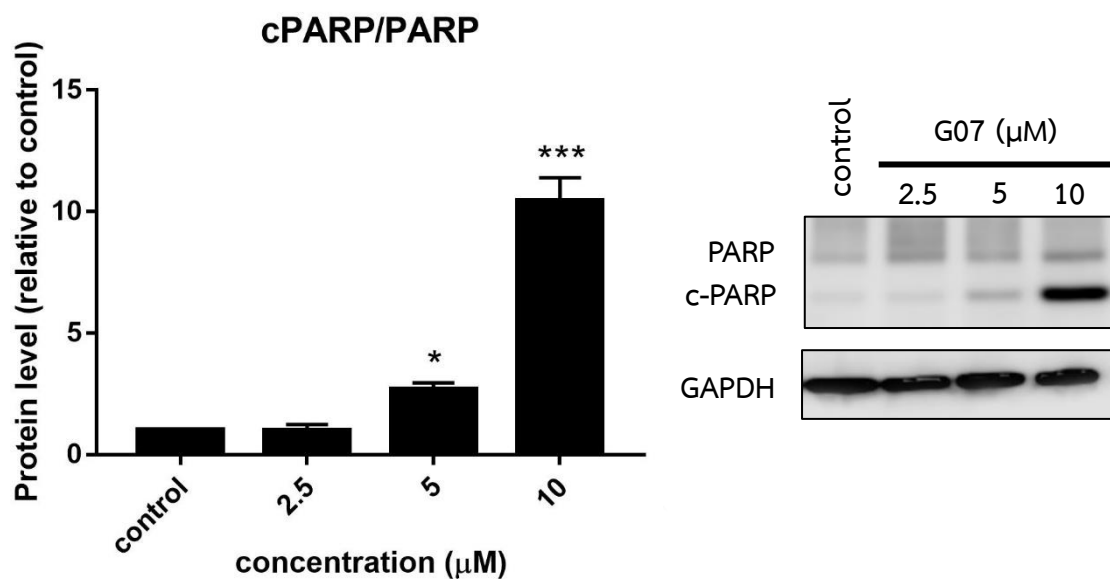 cPARP/PARP
Protein level (relative to control)
15
10
5
0
*
***
control
2.5
5
10
concentration (μM)
control
G07 (μM)
2.5 5 10
PARP
c-PARP
GAPDH